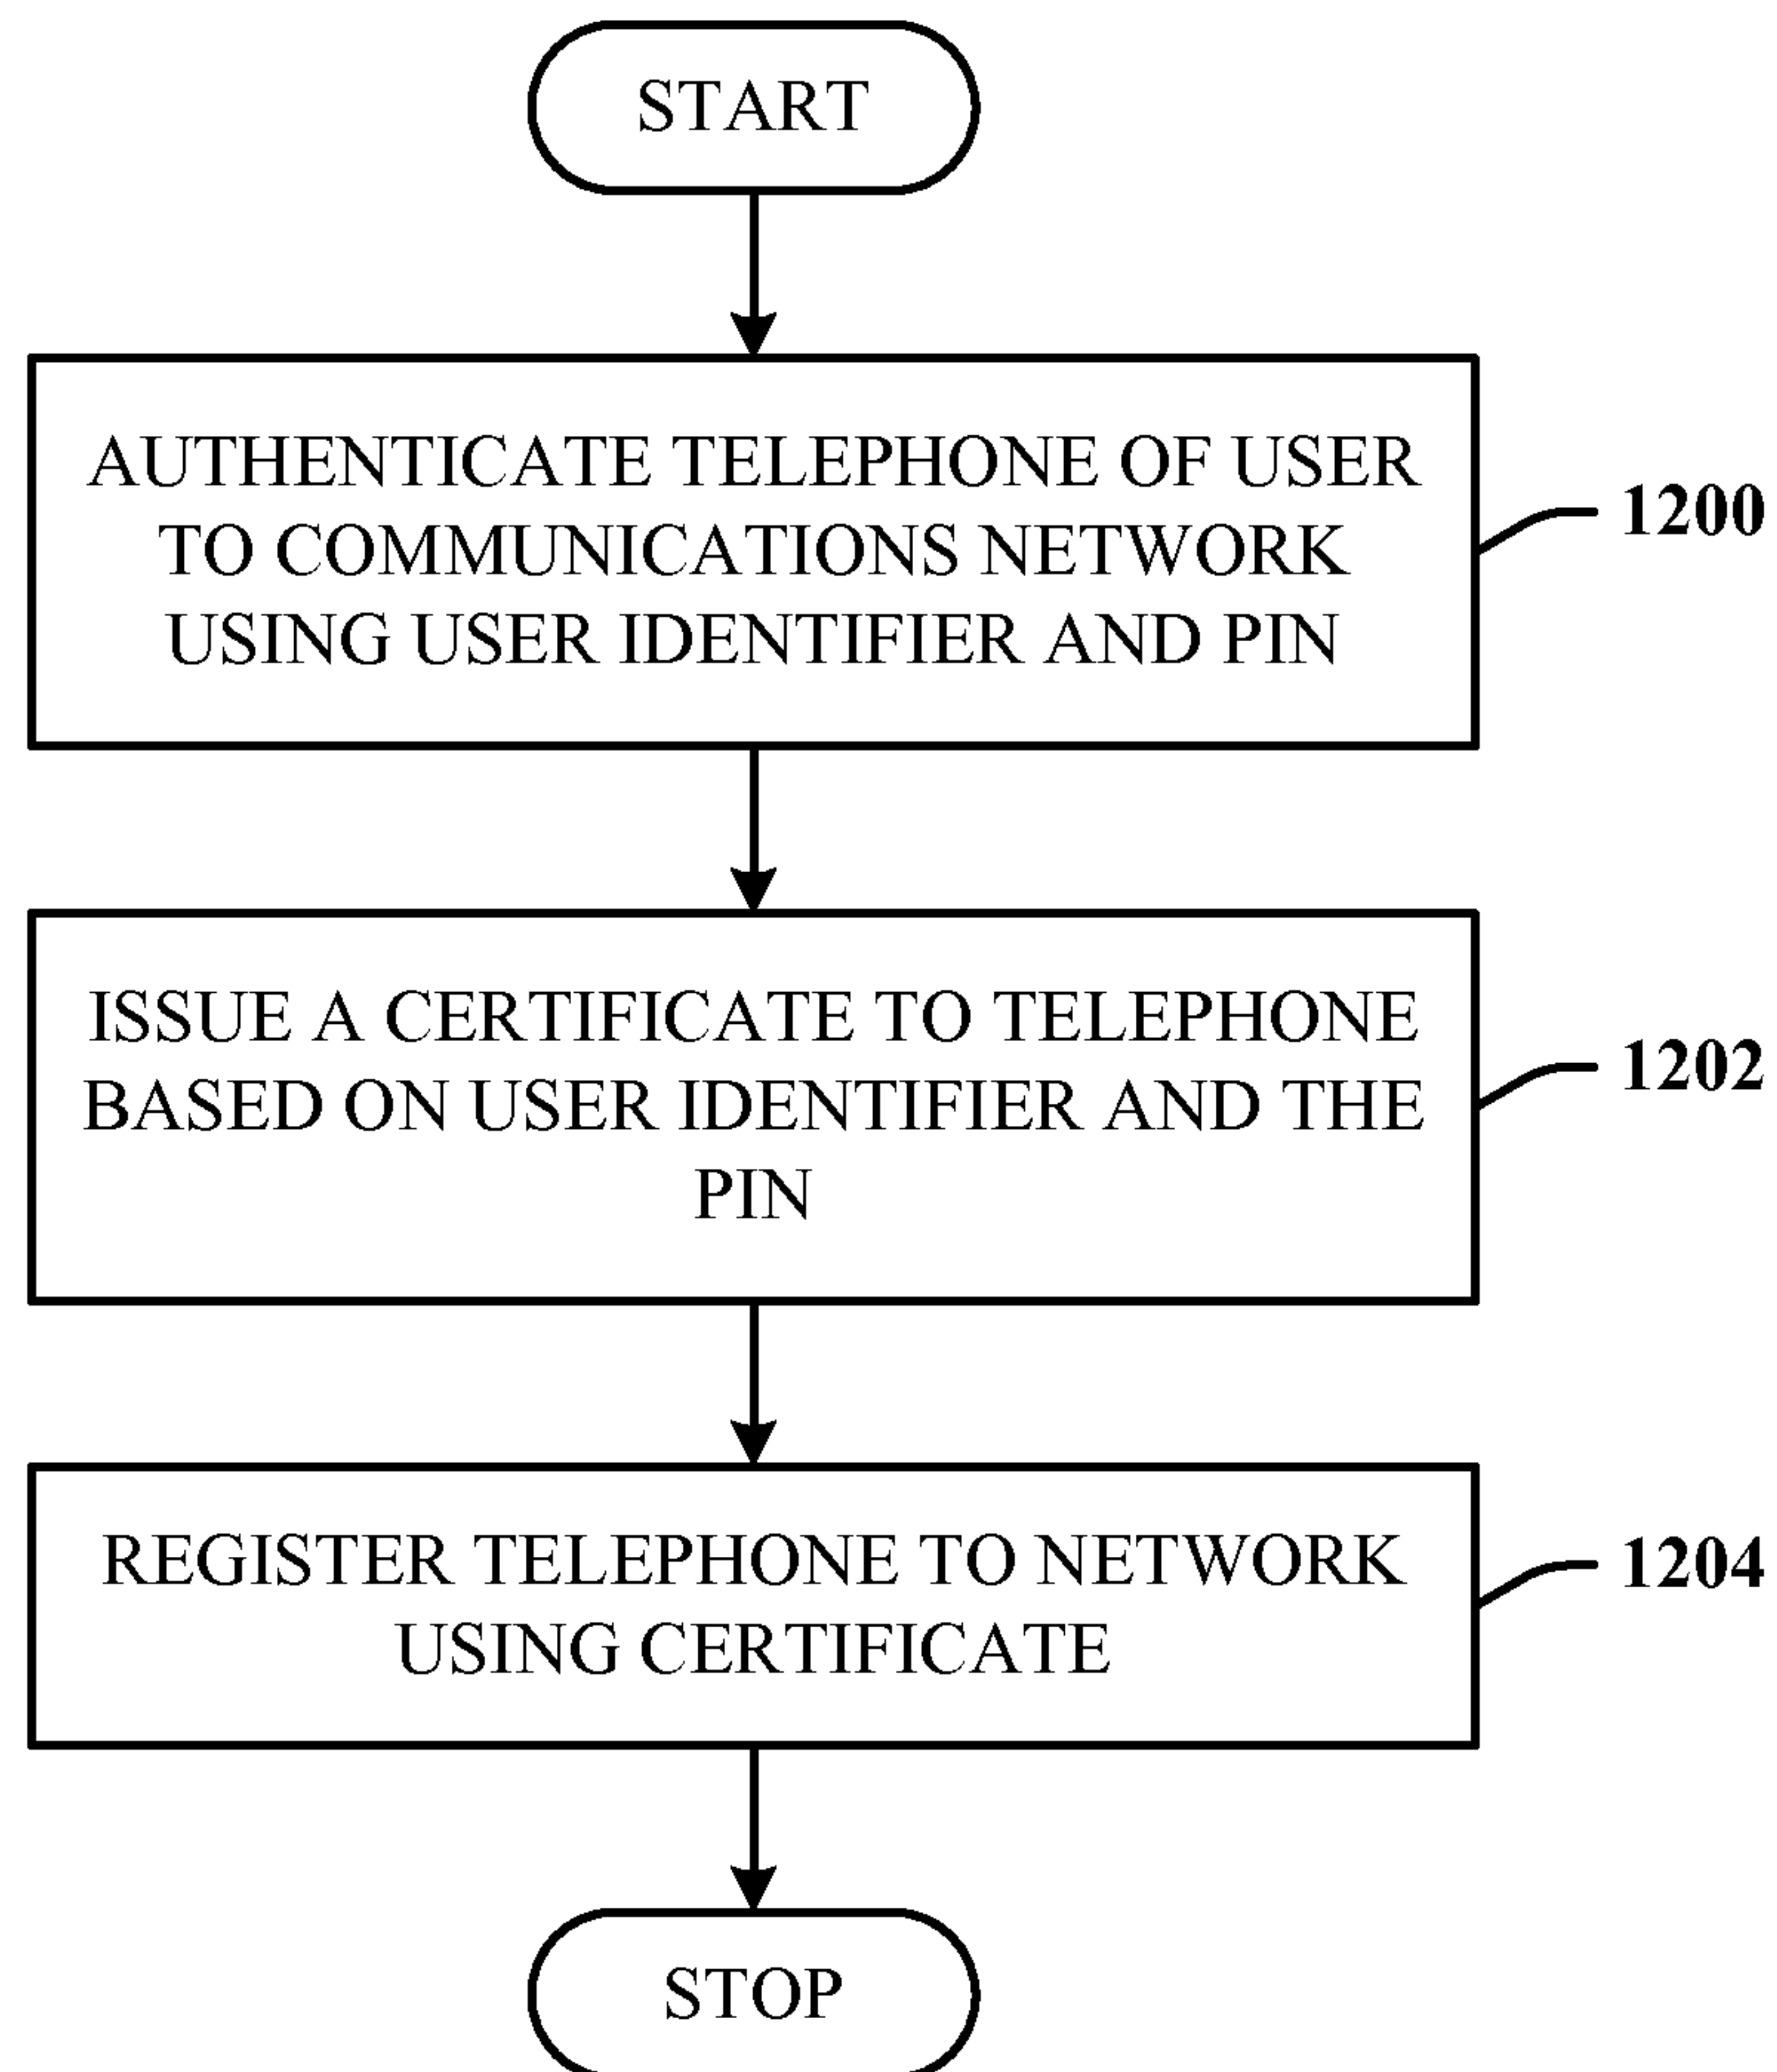 START
AUTHENTICATE TELEPHONE OF USER
TO COMMUNICATIONS NETWORK
USING USER IDENTIFIER AND PIN
1200
ISSUE A CERTIFICATE TO TELEPHONE
BASED ON USER IDENTIFIER AND THE
PIN
1202
REGISTER TELEPHONE TO NETWORK
USING CERTIFICATE
1204
STOP